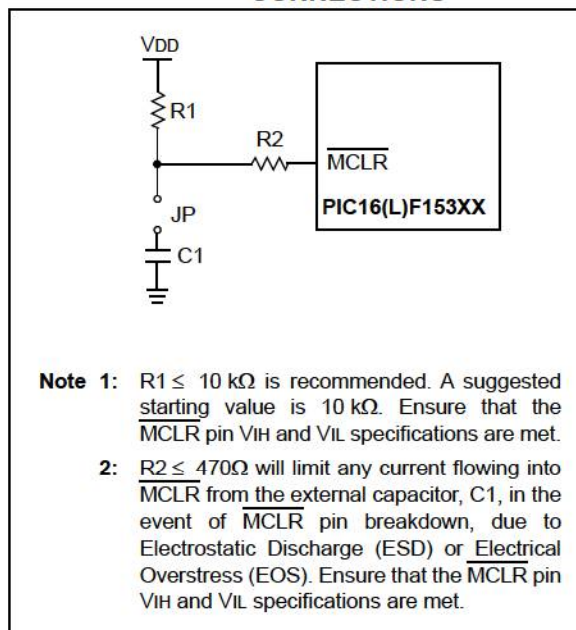 VDD
R1
R2
MCLR
JP
PIC16(L)F153XX
C1
Note 1: R1 ≤ 10 kΩ is recommended. A suggested
starting value is 10 kΩ. Ensure that the
MCLR pin VIH and VIL specifications are met.
2: R2 ≤ 470Ω will limit any current flowing into
MCLR from the external capacitor, C1, in the
event of MCLR pin breakdown, due to
Electrostatic Discharge (ESD) or Electrical
Overstress (EOS). Ensure that the MCLR pin
VIH and VIL specifications are met.